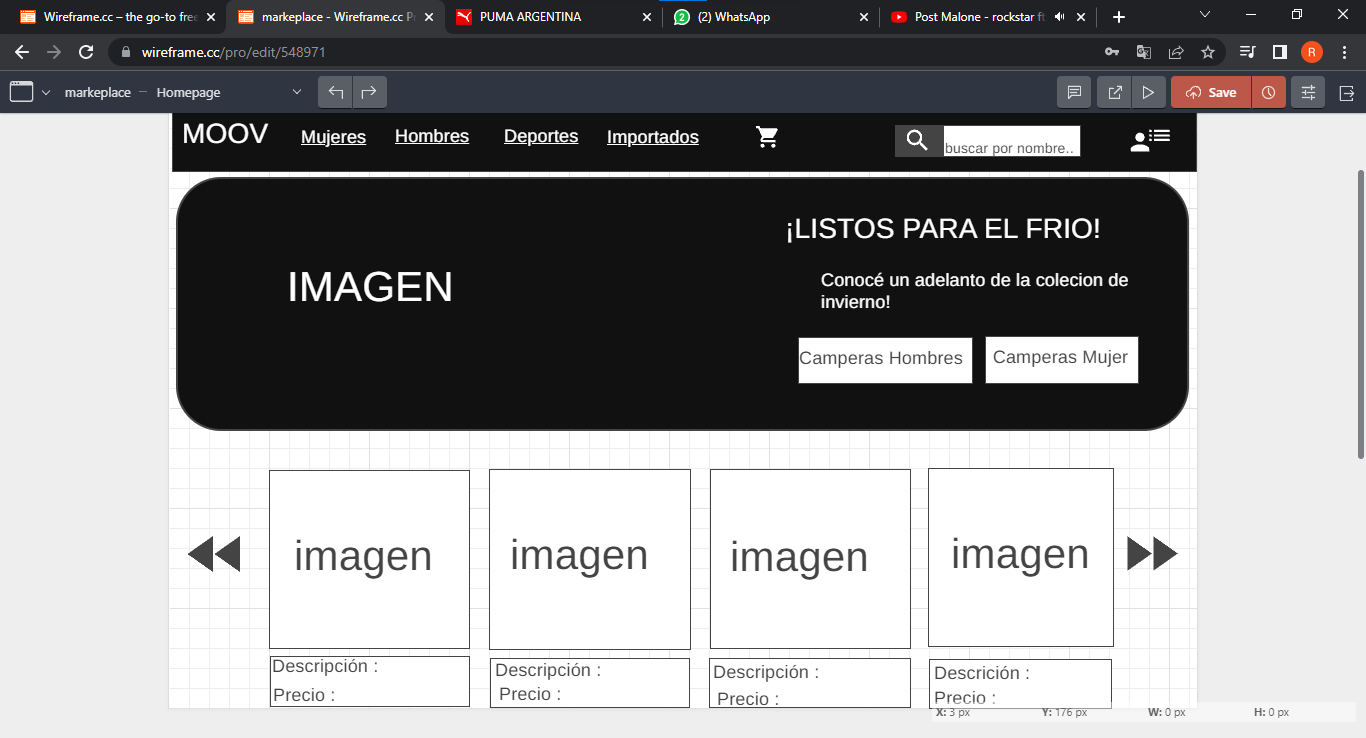 Wireframe.cc – the go-to free
markeplace - Wireframe.cc P
PUMA ARGENTINA
2 (2) WhatsApp
Post Malone - rockstar ft
wireframe.cc/pro/edit/548971
R
markeplace – Homepage
Save
MOOV Mujeres Hombres Deportes Importados
buscar por nombre..
¡LISTOS PARA EL FRIO!
IMAGEN
Conocé un adelanto de la colecion de
invierno!
Camperas Hombres Camperas Mujer
imagen imagen imagen imagen
Descripción : Descripción : Descripción : Descrición :
Precio : Precio : Precio : Precio :
X: 3 px Y: 176 px W: 0 px H: 0 px